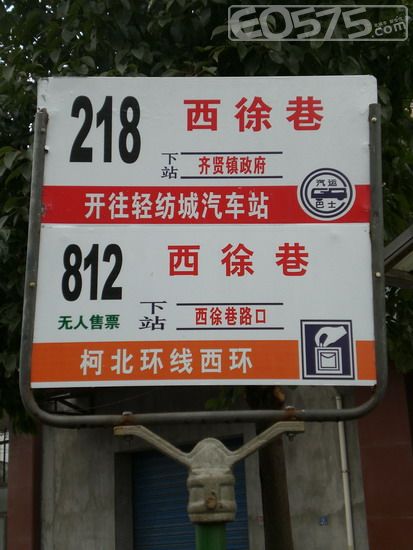 EO575.com
218
西徐巷
下站
齐贤镇政府
开往轻纺城汽车站
汽运
巴士
812
西徐巷
下站
西徐巷路口
无人售票
柯北环线西环